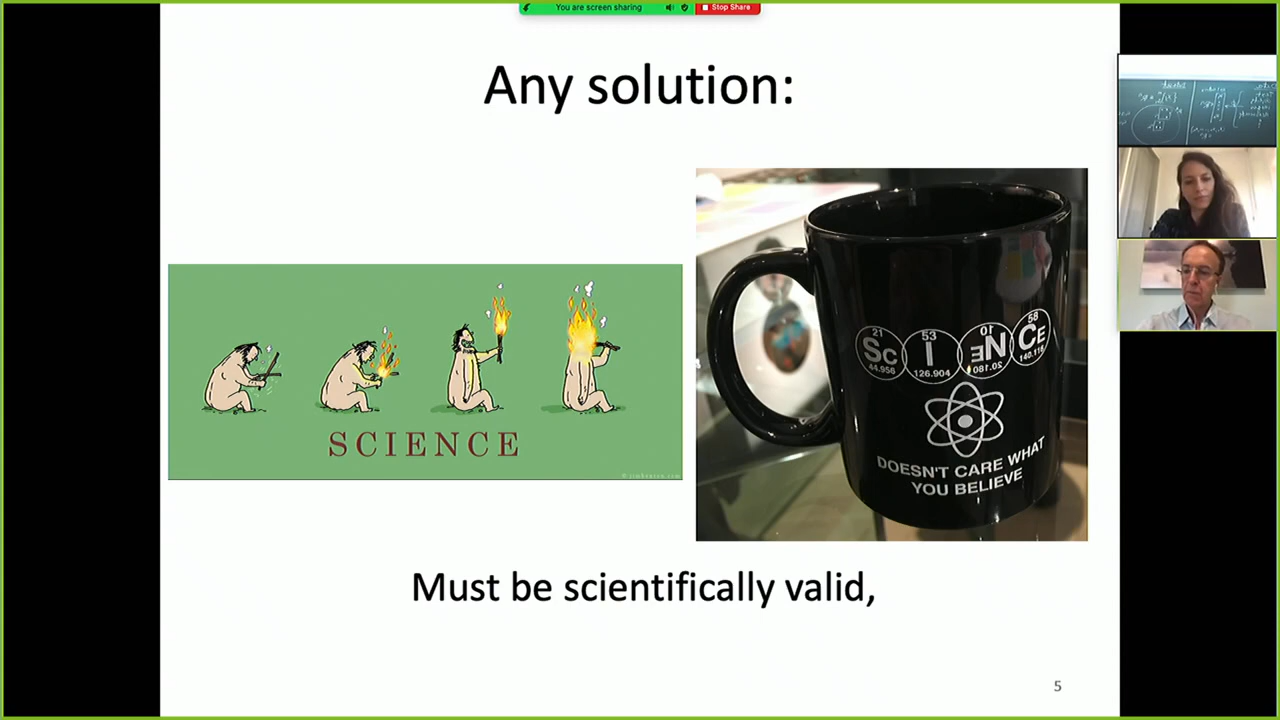 You are screen sharing
Stop Share
Any solution:
SCIENCE
21
Sc
44.956
53
I
126.904
10
Ne
20.180
58
Ce
140.116
DOESN'T CARE WHAT
YOU BELIEVE
Must be scientifically valid,
5